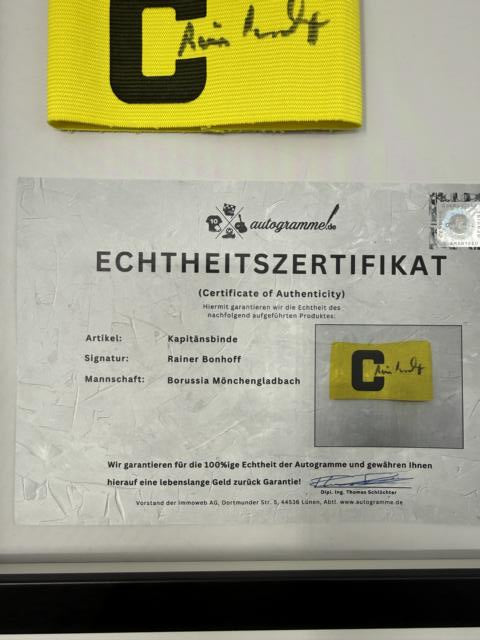 C
autogramme!.de
ECHTHEITSZERTIFIKAT
(Certificate of Authenticity)
Hiermit garantieren wir die Echtheit des
nachfolgend aufgeführten Produktes:
Artikel: Kapitänsbinde
Signatur: Rainer Bonhoff
Mannschaft: Borussia Mönchengladbach
C
Wir garantieren für die 100%ige Echtheit der Autogramme und gewähren Ihnen
hierauf eine lebenslange Geld zurück Garantie!
Dipl. Ing. Thomas Schlüchter
Vorstand der Immoweb AG, Dortmunder Str. 5, 44536 Lünen, Abtl. www.autogramme.de